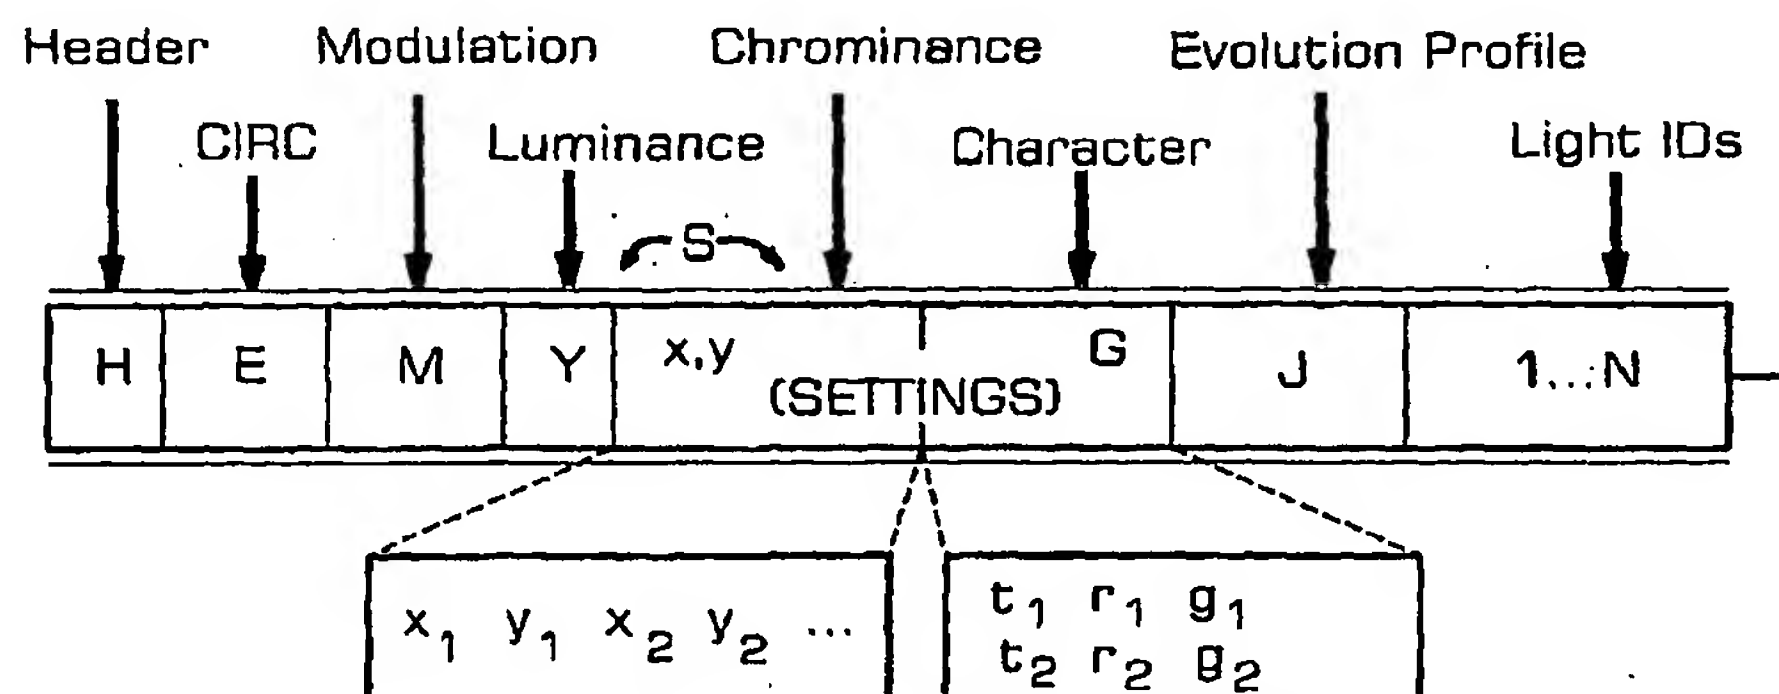 Header Modulation Chrominance Evolution Profile
CIRC Luminance Character Light IDs
S
H E M Y x,y G J 1...N
(SETTINGS)
x1 y1 x2 y2 ...
t1 r1 g1
t2 r2 g2